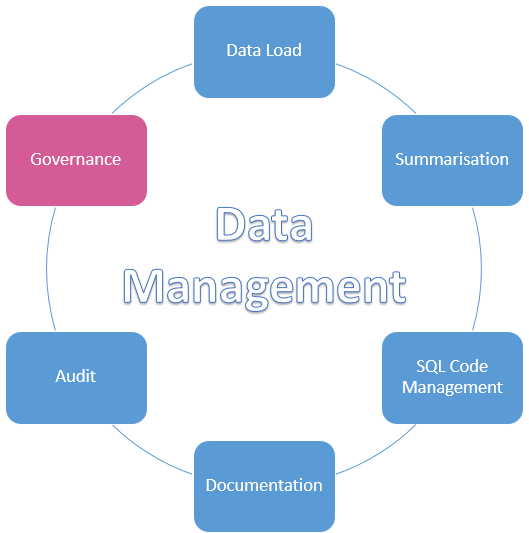 Data Load
Governance
Summarisation
Data
Management
Audit
SQL Code
Management
Documentation